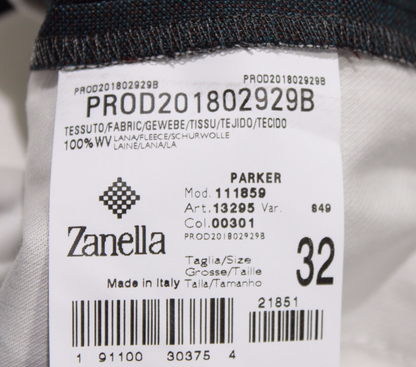 PROD201802929B PROD201802929B
PROD201802929B
TESSUTO/FABRIC/GEWEBE/TISSU/TEJIDO/TECIDO
100% WV LANA/FLEECE/SCHURWOLLE
LAINE/LANA/LA
PARKER
Mod. 111859
Art. 13295 Var. 849
Col. 00301
PROD201802929B
Zanella
Taglia/Size
Grosse/Taille
Talla/Tamanho
32
Made in Italy
21851
1 91100 30375 4